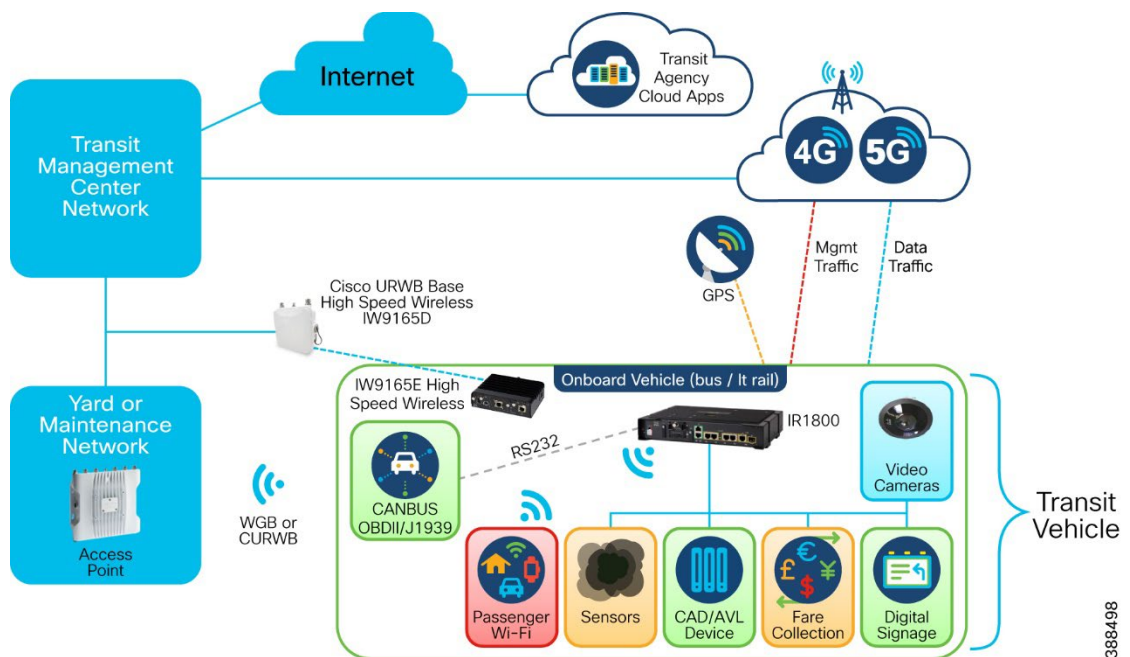 Internet
Transit
Agency
Cloud Apps
Transit
Management
Center
Network
4G
5G
Mgmt
Traffic
Data
Traffic
GPS
Cisco URWB Base
High Speed Wireless
IW9165D
Onboard Vehicle (bus / lt rail)
IW9165E High
Speed Wireless
IR1800
RS232
Yard or
Maintenance
Network
Access
Point
WGB or
CURWB
CANBUS
OBDII/J1939
Video
Cameras
Transit
Vehicle
Passenger
Wi-Fi
Sensors
CAD/AVL
Device
£ € $ ¥
Fare
Collection
Digital
Signage
388498